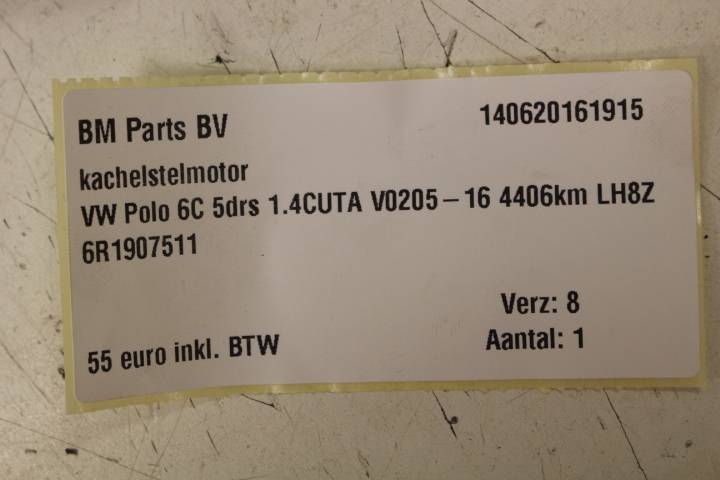 BM Parts BV 140620161915
kachelstelmotor
VW Polo 6C 5drs 1.4CUTA V0205-16 4406km LH8Z
6R1907511
Verz: 8
55 euro inkl. BTW Aantal: 1